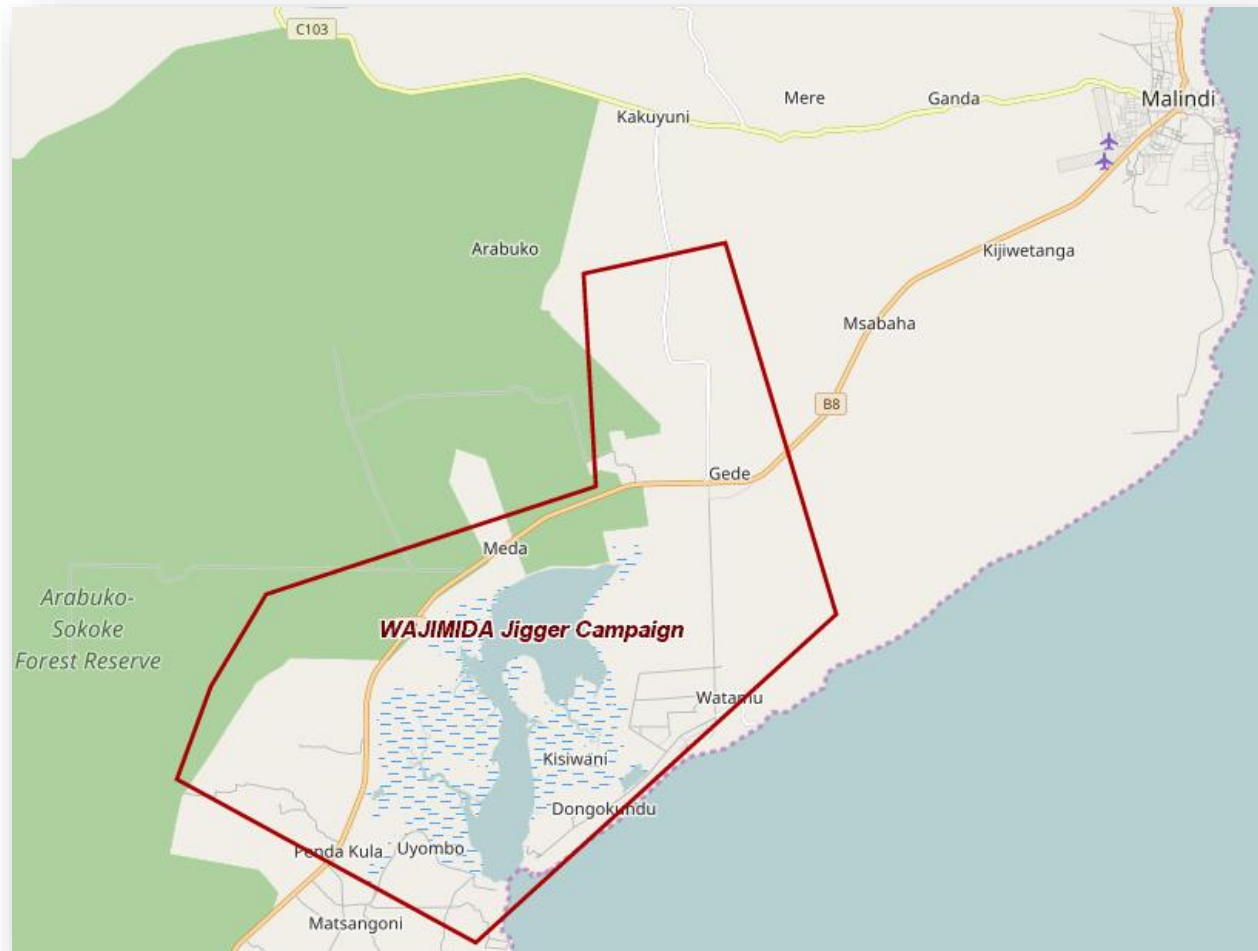 C103
Mere
Ganda
Malindi
Kakuyuni
Arabuko
Kijiwetanga
Msabaha
B8
Gede
Meda
Arabuko-
Sokoke
Forest Reserve
WAJIMIDA Jigger Campaign
Watamu
Kisiwani
Dongokundu
Penda Kula
Uyombo
Matsangoni